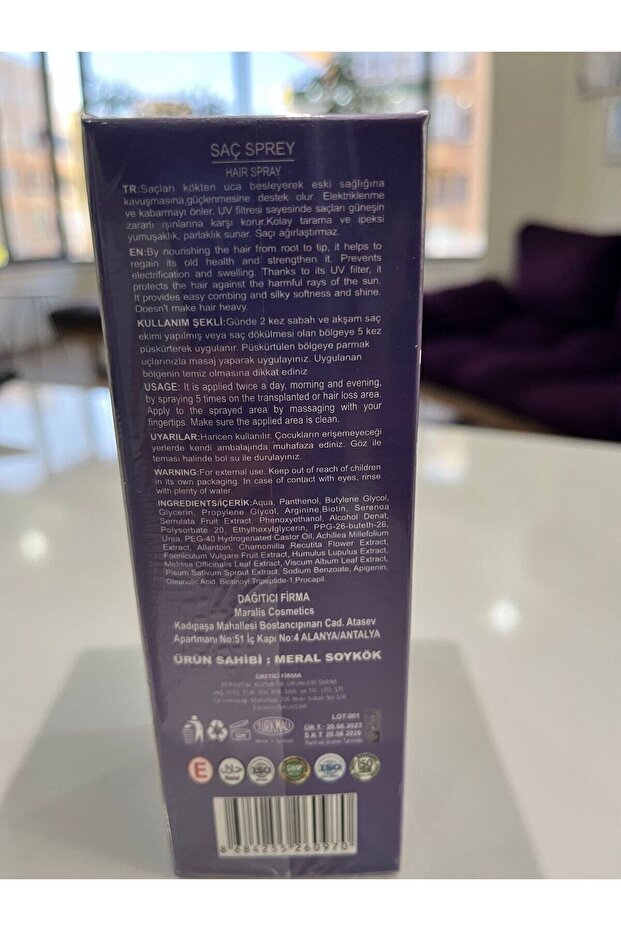 SAÇ SPREY
HAIR SPRAY
TR:Saçları kökten uca besleyerek eski sağlığına
kavuşmasına,güçlenmesine destek olur. Elektriklenme
ve kabarmayı önler. UV filtresi sayesinde saçları güneşin
zararlı ışınlarına karşı korur.Kolay tarama ve ipeksi
yumuşaklık, parlaklık sunar. Saçı ağırlaştırmaz.
EN:By nourishing the hair from root to tip, it helps to
regain its old health and strengthen it. Prevents
electrification and swelling. Thanks to its UV filter, it
protects the hair against the harmful rays of the sun.
It provides easy combing and silky softness and shine.
Doesn't make hair heavy.
KULLANIM ŞEKLİ:Günde 2 kez sabah ve akşam saç
ekimi yapılmış veya saç dökülmesi olan bölgeye 5 kez
püskürterek uygulanır. Püskürtülen bölgeye parmak
uçlarınızla masaj yaparak uygulayınız. Uygulanan
bölgenin temiz olmasına dikkat ediniz
USAGE: It is applied twice a day, morning and evening,
by spraying 5 times on the transplanted or hair loss area.
Apply to the sprayed area by massaging with your
fingertips. Make sure the applied area is clean.
UYARILAR:Haricen kullanılır. Çocukların erişemeyeceği
yerlerde kendi ambalajında muhafaza ediniz. Göz ile
teması halinde bol su ile durulayınız.
WARNING:For external use. Keep out of reach of children
in its own packaging. In case of contact with eyes, rinse
with plenty of water
INGREDIENTS/İÇERİK:Aqua, Panthenol, Butylene Glycol,
Glycerin, Propylene Glycol, Arginine,Biotin, Serenoa
Serrulata Fruit Extract, Phenoxyethanol, Alcohol Denat,
Polysorbate 20, Ethylhexylglycerin, PPG-26-buteth-26,
Urea, PEG-40 Hydrogenated Castor Oil, Achillea Millefolium
Extract, Allantoin, Chamomilla Recutita Flower Extract,
Foeniculum Vulgare Fruit Extract, Humulus Lupulus Extract,
Melissa Officinalis Leaf Extract, Viscum Album Leaf Extract,
Pisum Sativum Sprout Extract, Sodium Benzoate, Apigenin,
Oleanolic Acid, Biotinoyl Tripeptide-1,Procapil.
DAĞITICI FİRMA
Maralis Cosmetics
Kadıpaşa Mahallesi Bostancıpınarı Cad. Atasev
Apartmanı No:51 İç Kapı No:4 ALANYA/ANTALYA
ÜRÜN SAHİBİ ; MERAL SOYKÖK
ÜRETİCİ FİRMA
KOZMETİK ÜRÜNLERİ TARIM
LOT:001
ÜR.T: 20.06.2023
TÜRK MALI
E
ISO
GMP
ISO
8 684255 260970